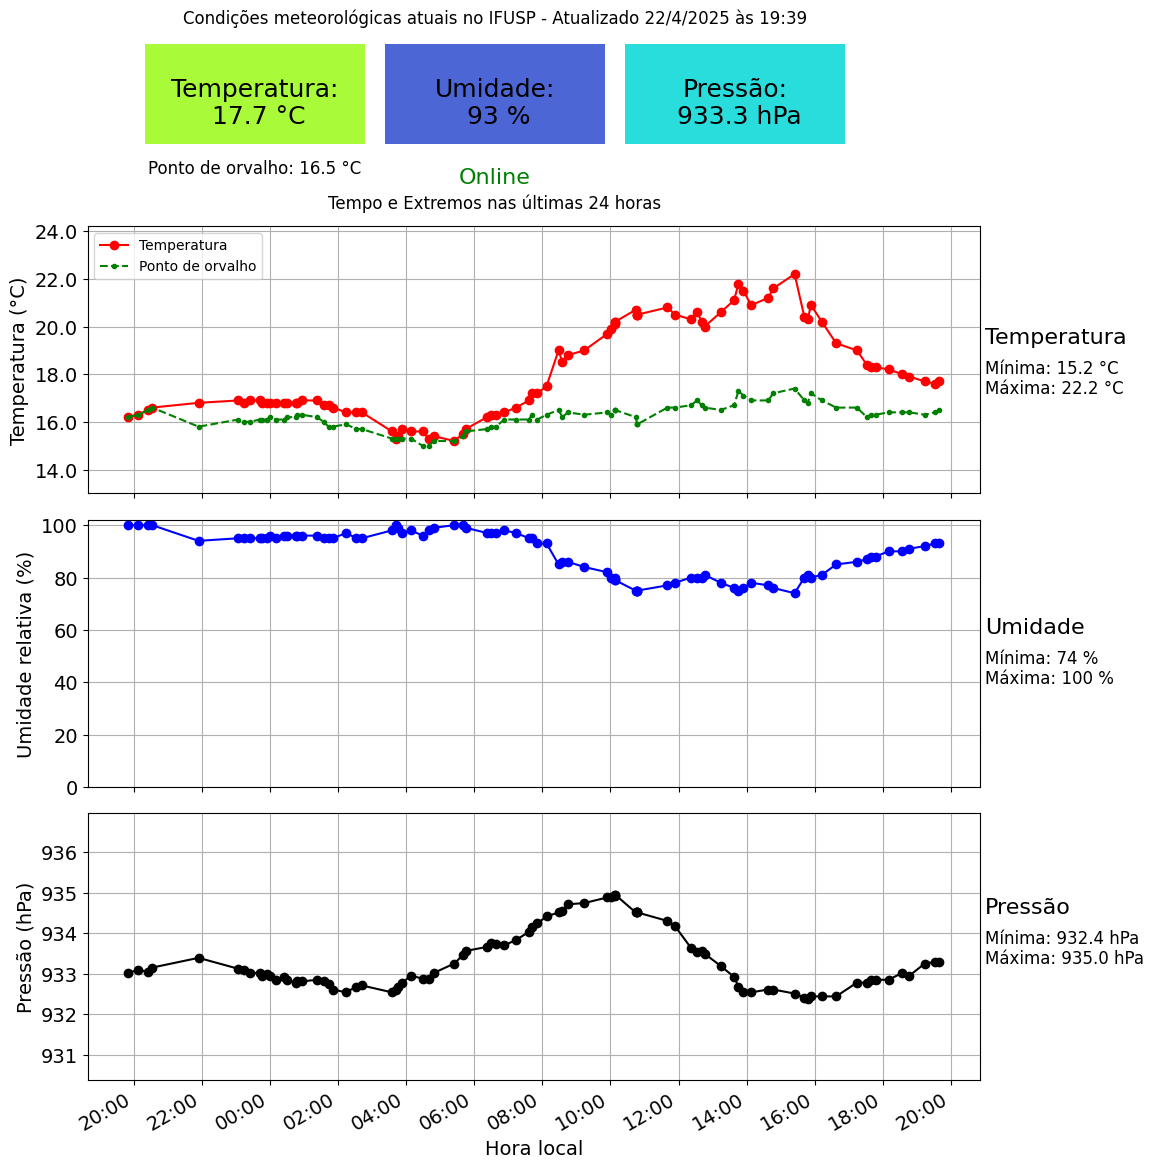 Condições meteorológicas atuais no IFUSP - Atualizado 22/4/2025 às 19:39
Temperatura:
17.7 °C
Umidade:
93 %
Pressão:
933.3 hPa
Ponto de orvalho: 16.5 °C
Online
Tempo e Extremos nas últimas 24 horas
Temperatura (°C)
24.0
22.0
20.0
18.0
16.0
14.0
Temperatura
Ponto de orvalho
Temperatura
Mínima: 15.2 °C
Máxima: 22.2 °C
Umidade relativa (%)
100
80
60
40
20
0
Umidade
Mínima: 74 %
Máxima: 100 %
Pressão (hPa)
936
935
934
933
932
931
Pressão
Mínima: 932.4 hPa
Máxima: 935.0 hPa
20:00 22:00 00:00 02:00 04:00 06:00 08:00 10:00 12:00 14:00 16:00 18:00 20:00
Hora local